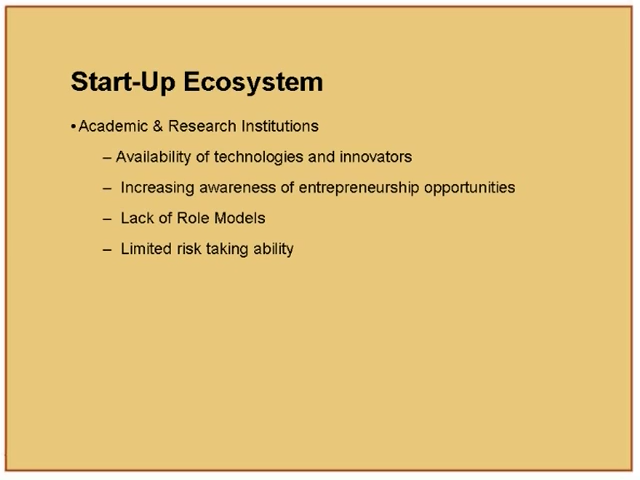 Start-Up Ecosystem
• Academic & Research Institutions
– Availability of technologies and innovators
– Increasing awareness of entrepreneurship opportunities
– Lack of Role Models
– Limited risk taking ability